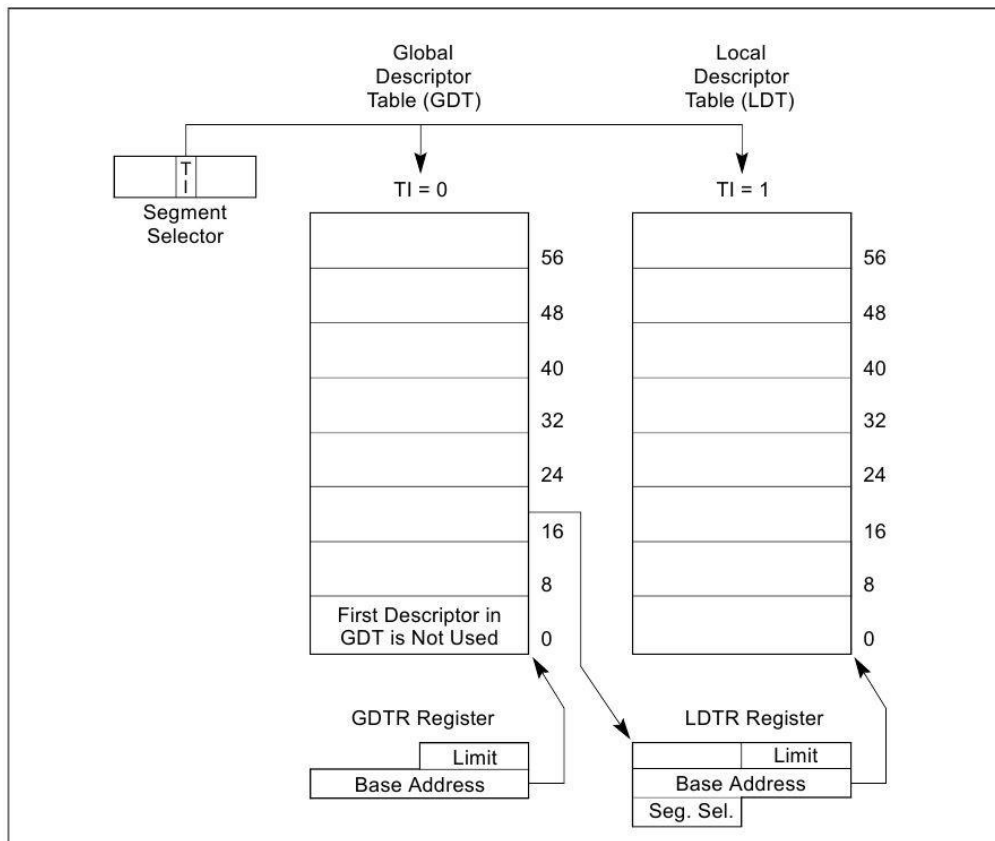 Global
Descriptor
Table (GDT)
Local
Descriptor
Table (LDT)
T
I
Segment
Selector
TI = 0
TI = 1
56
48
40
32
24
16
8
First Descriptor in
GDT is Not Used
0
56
48
40
32
24
16
8
0
GDTR Register
Limit
Base Address
LDTR Register
Limit
Base Address
Seg. Sel.